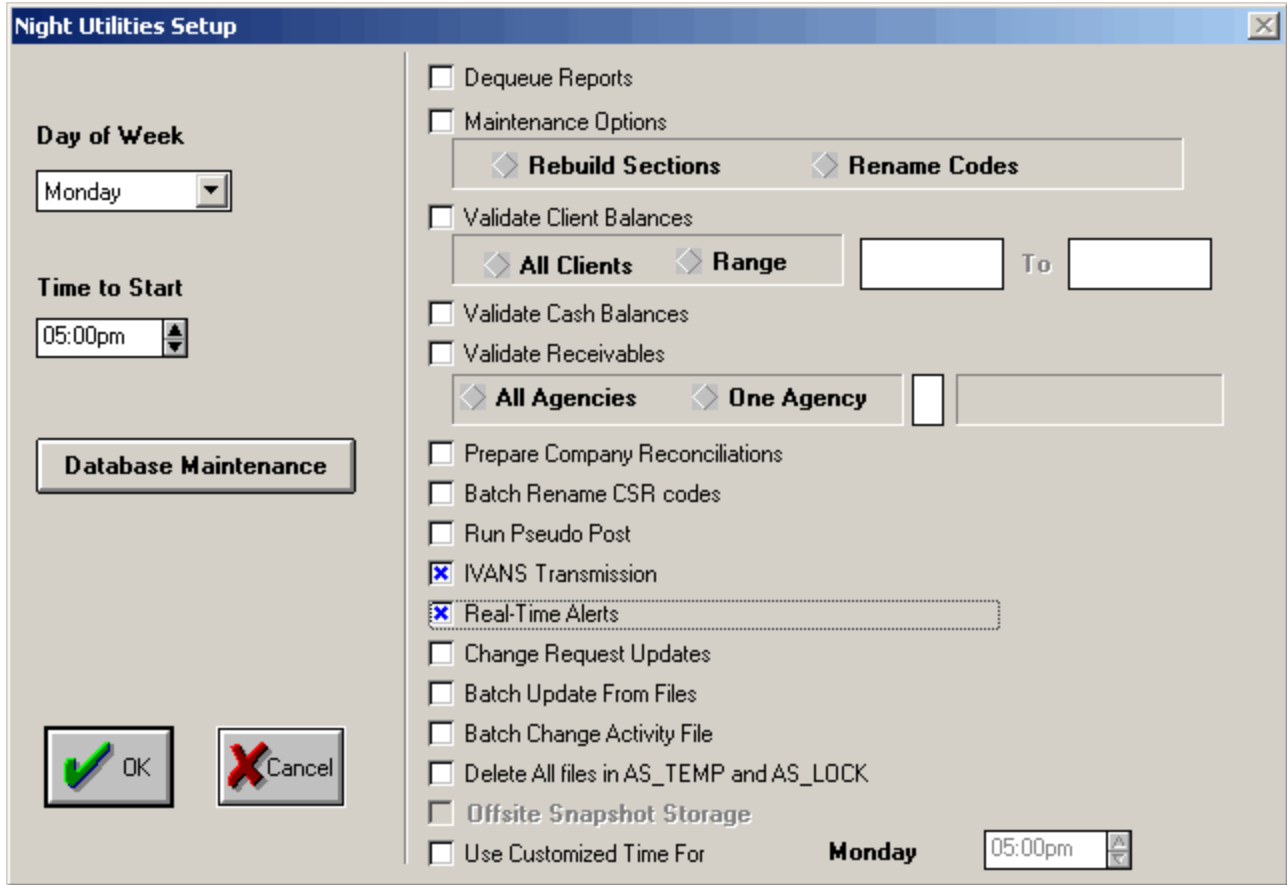 Night Utilities Setup
Day of Week
Monday
Time to Start
05:00pm
Database Maintenance
OK
Cancel
Dequeue Reports
Maintenance Options
Rebuild Sections Rename Codes
Validate Client Balances
All Clients Range To
Validate Cash Balances
Validate Receivables
All Agencies One Agency
Prepare Company Reconciliations
Batch Rename CSR codes
Run Pseudo Post
IVANS Transmission
Real-Time Alerts
Change Request Updates
Batch Update From Files
Batch Change Activity File
Delete All files in AS_TEMP and AS_LOCK
Offsite Snapshot Storage
Use Customized Time For Monday 05:00pm